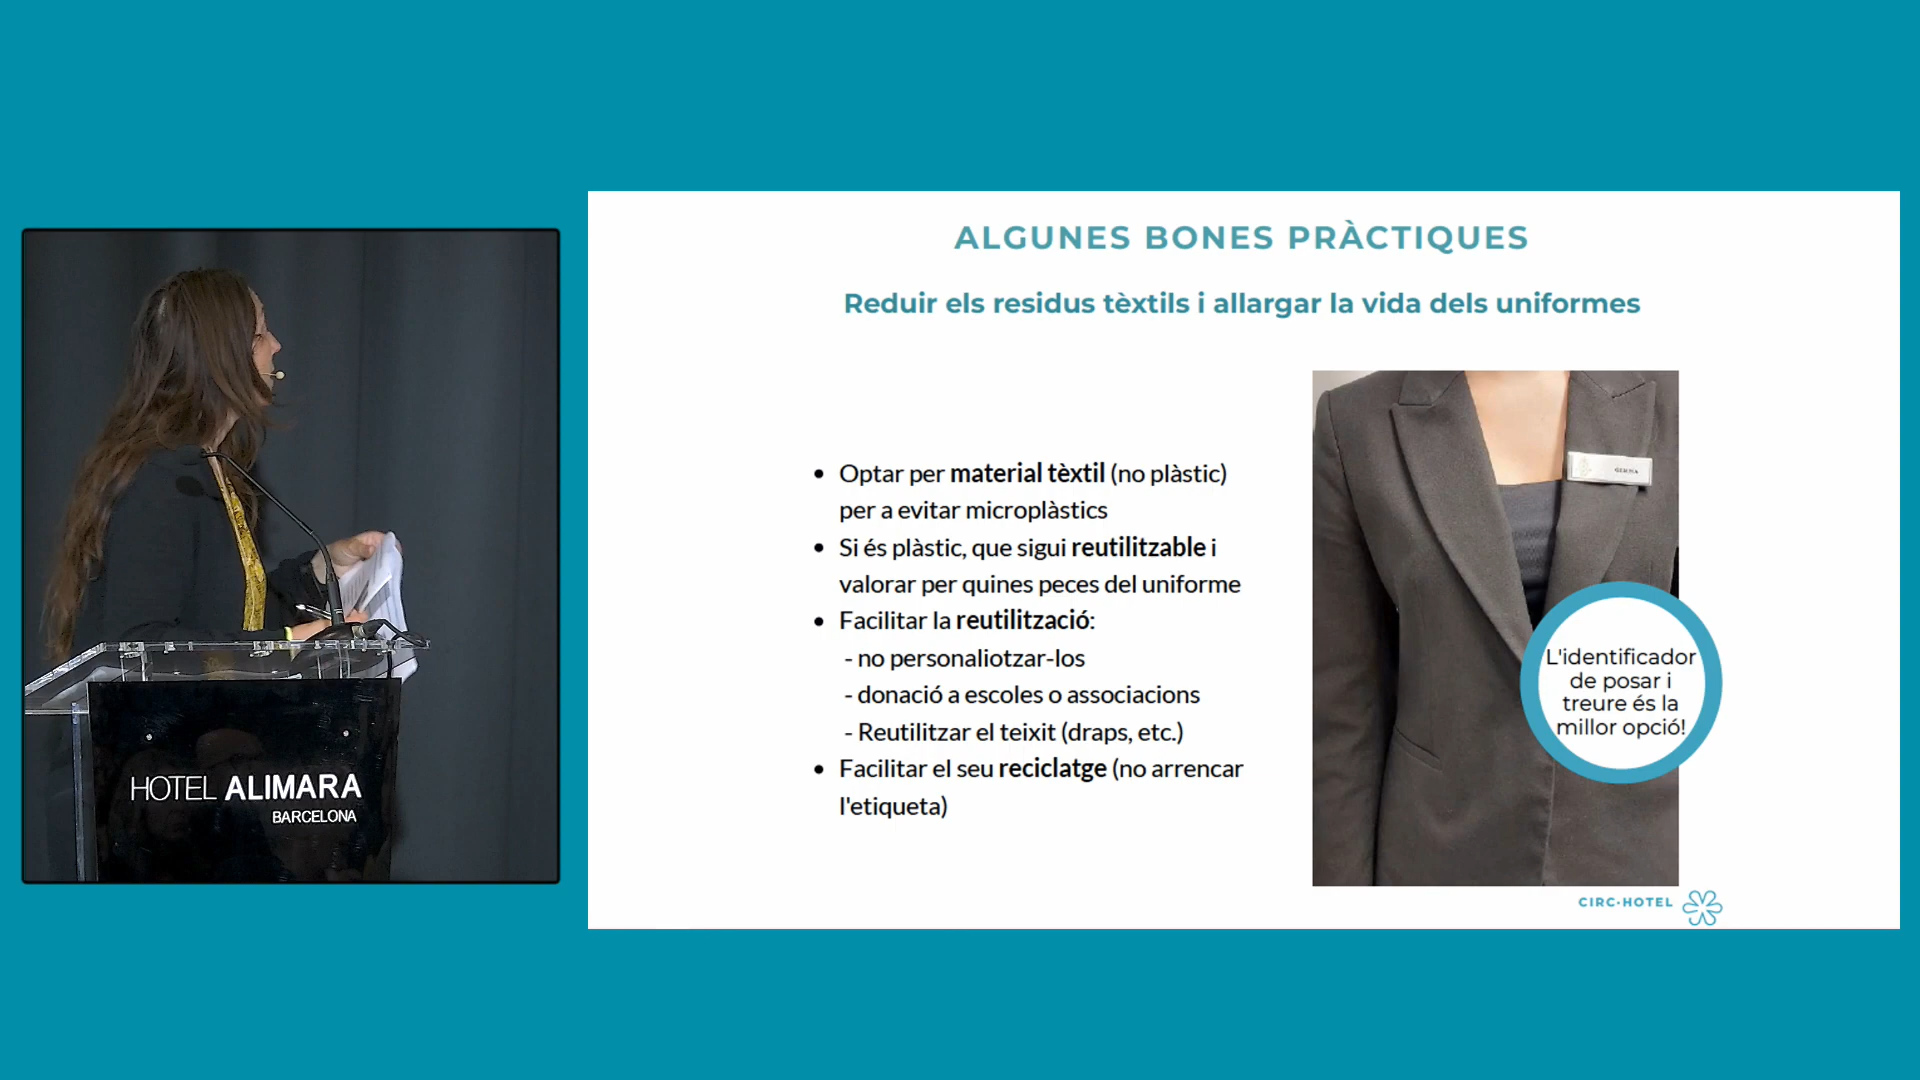 ALGUNES BONES PRÀCTIQUES
Reduir els residus tèxtils i allargar la vida dels uniformes
• Optar per material tèxtil (no plàstic)
per a evitar microplàstics
• Si és plàstic, que sigui reutilitzable i
valorar per quines peces del uniforme
• Facilitar la reutilització:
- no personaliotzar-los
- donació a escoles o associacions
- Reutilitzar el teixit (draps, etc.)
• Facilitar el seu reciclatge (no arrencar
l'etiqueta)
L'identificador
de posar i
treure és la
millor opció!
CIRC·HOTEL
HOTEL ALIMARA
BARCELONA